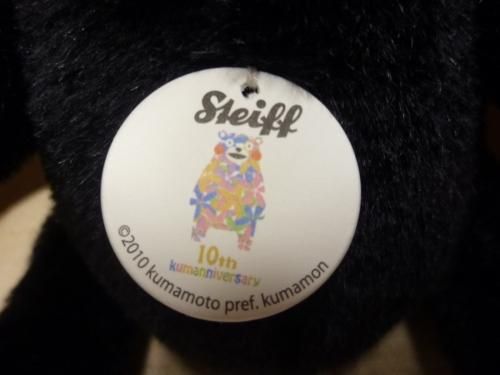 Steiff
10th
kumanniversary
©2010 kumamoto pref. kumamon